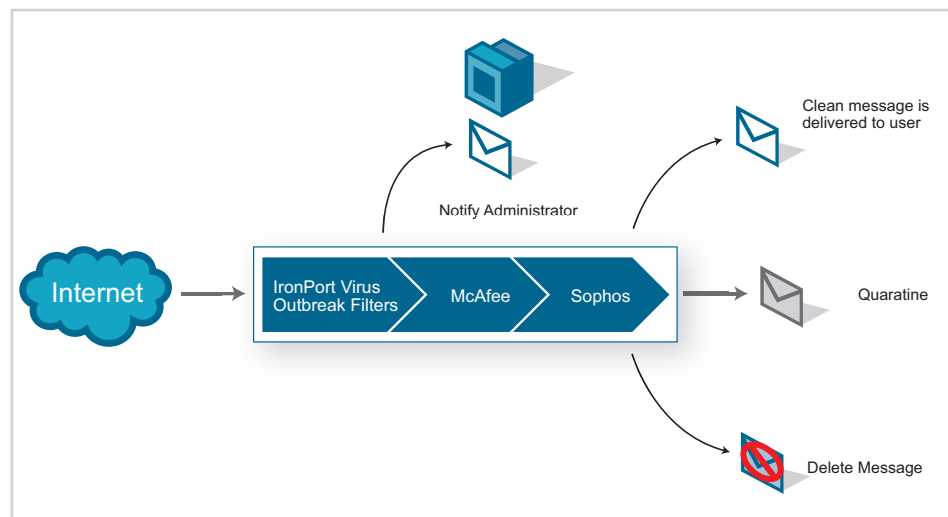 Clean message is
delivered to user
Notify Administrator
Internet
IronPort Virus
Outbreak Filters
McAfee
Sophos
Quaratine
Delete Message